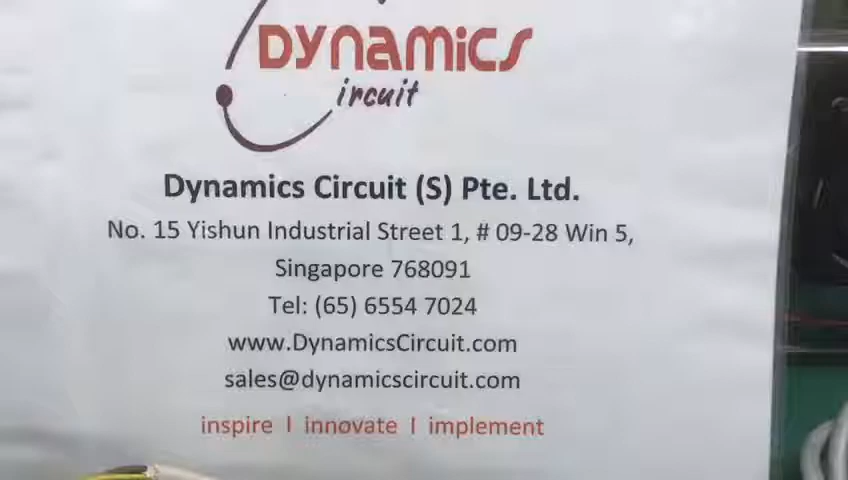 DYNAMICS
ircuit
Dynamics Circuit (S) Pte. Ltd.
No. 15 Yishun Industrial Street 1, # 09-28 Win 5,
Singapore 768091
Tel: (65) 6554 7024
www.DynamicsCircuit.com
sales@dynamicscircuit.com
inspire I innovate I implement